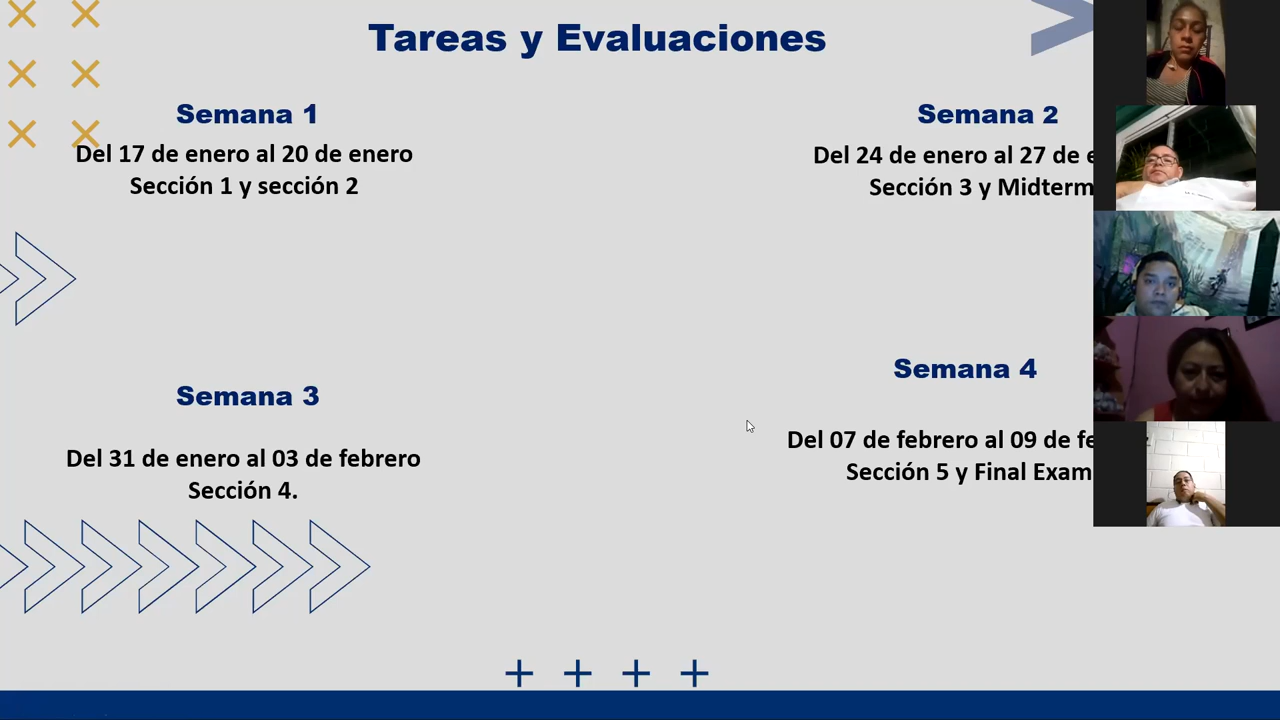 Tareas y Evaluaciones
Semana 1
Del 17 de enero al 20 de enero
Sección 1 y sección 2
Semana 2
Del 24 de enero al 27 de
Sección 3 y Midterm
Semana 3
Del 31 de enero al 03 de febrero
Sección 4.
Semana 4
Del 07 de febrero al 09 de
Sección 5 y Final Exam